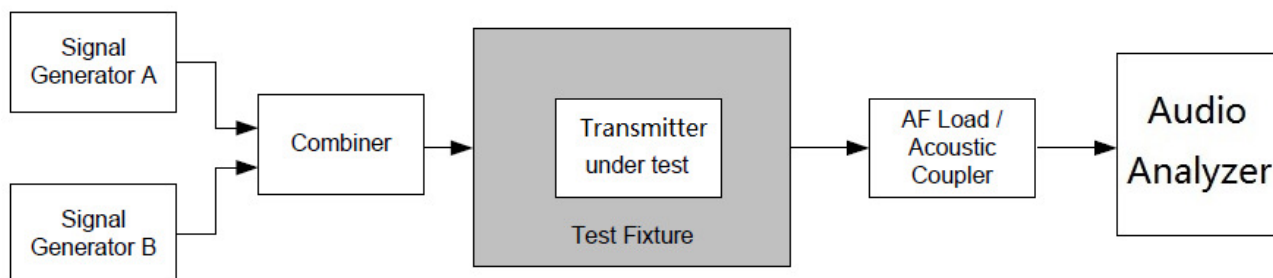 Signal
Generator A
Signal
Generator B
Combiner
Transmitter
under test
Test Fixture
AF Load /
Acoustic
Coupler
Audio
Analyzer